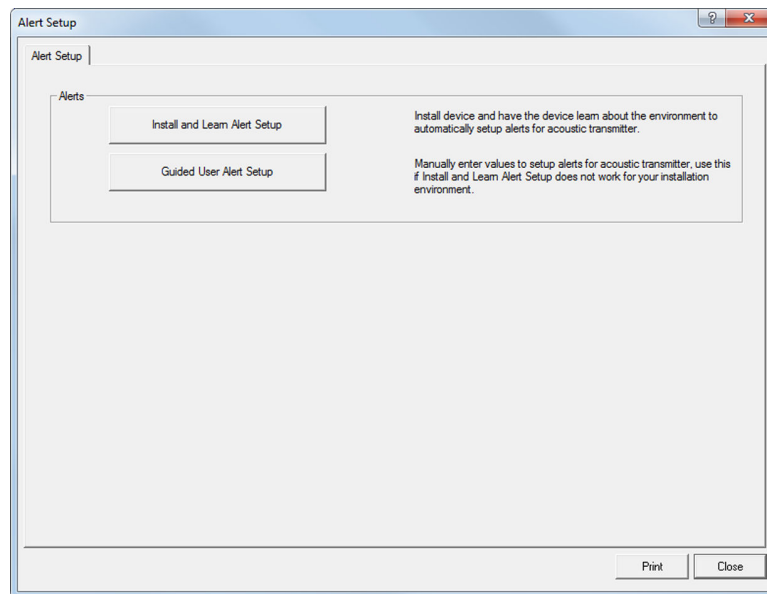 Alert Setup
?
X
Alert Setup
Alerts
Install and Learn Alert Setup
Install device and have the device learn about the environment to
automatically setup alerts for acoustic transmitter.
Guided User Alert Setup
Manually enter values to setup alerts for acoustic transmitter, use this
if Install and Learn Alert Setup does not work for your installation
environment.
Print
Close